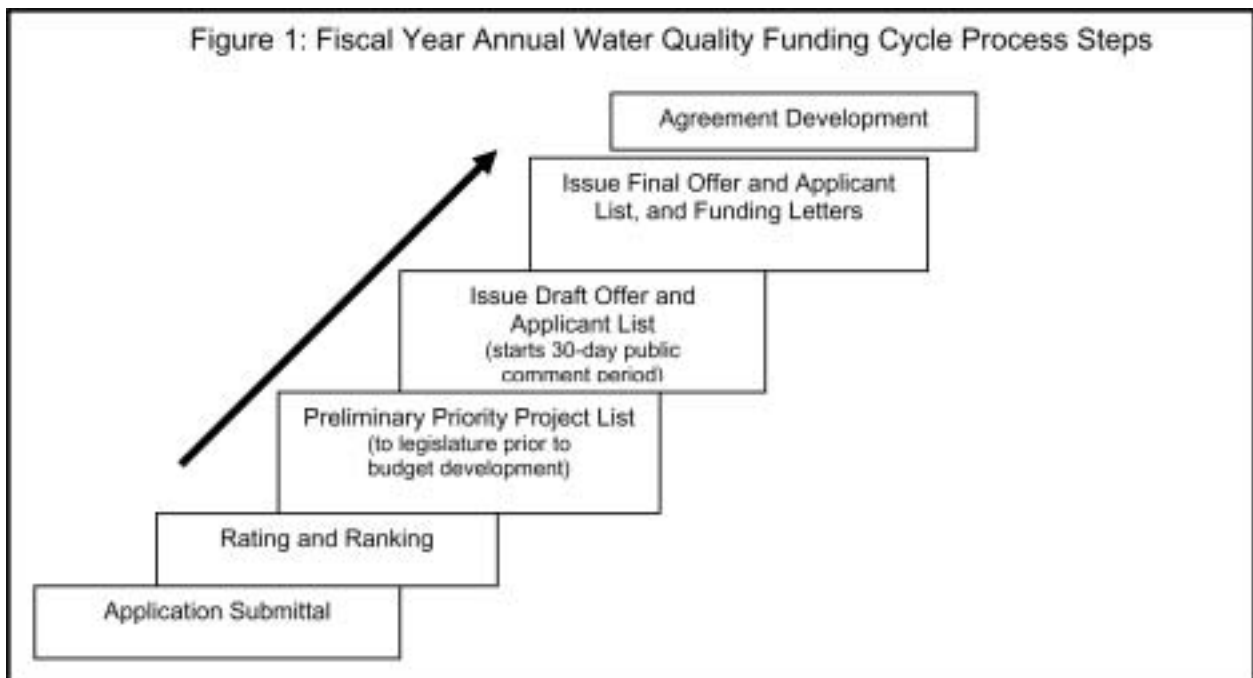 Figure 1: Fiscal Year Annual Water Quality Funding Cycle Process Steps
Agreement Development
Issue Final Offer and Applicant
List, and Funding Letters
Issue Draft Offer and
Applicant List
(starts 30-day public
comment period)
Preliminary Priority Project List
(to legislature prior to
budget development)
Rating and Ranking
Application Submittal